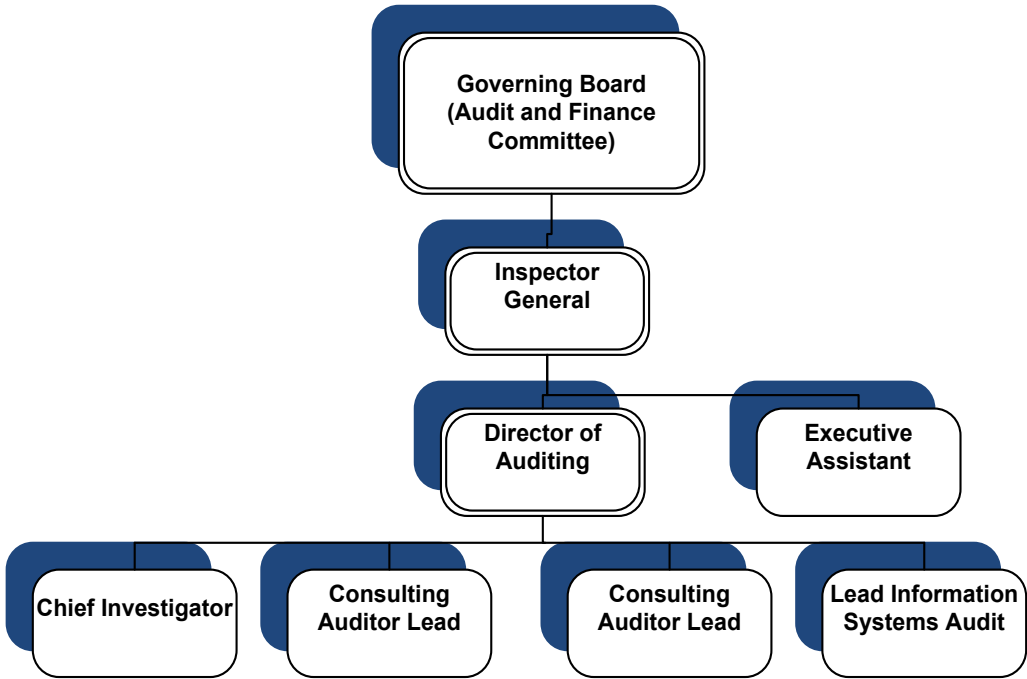 Governing Board
(Audit and Finance
Committee)
Inspector
General
Director of
Auditing
Executive
Assistant
Chief Investigator
Consulting
Auditor Lead
Consulting
Auditor Lead
Lead Information
Systems Audit